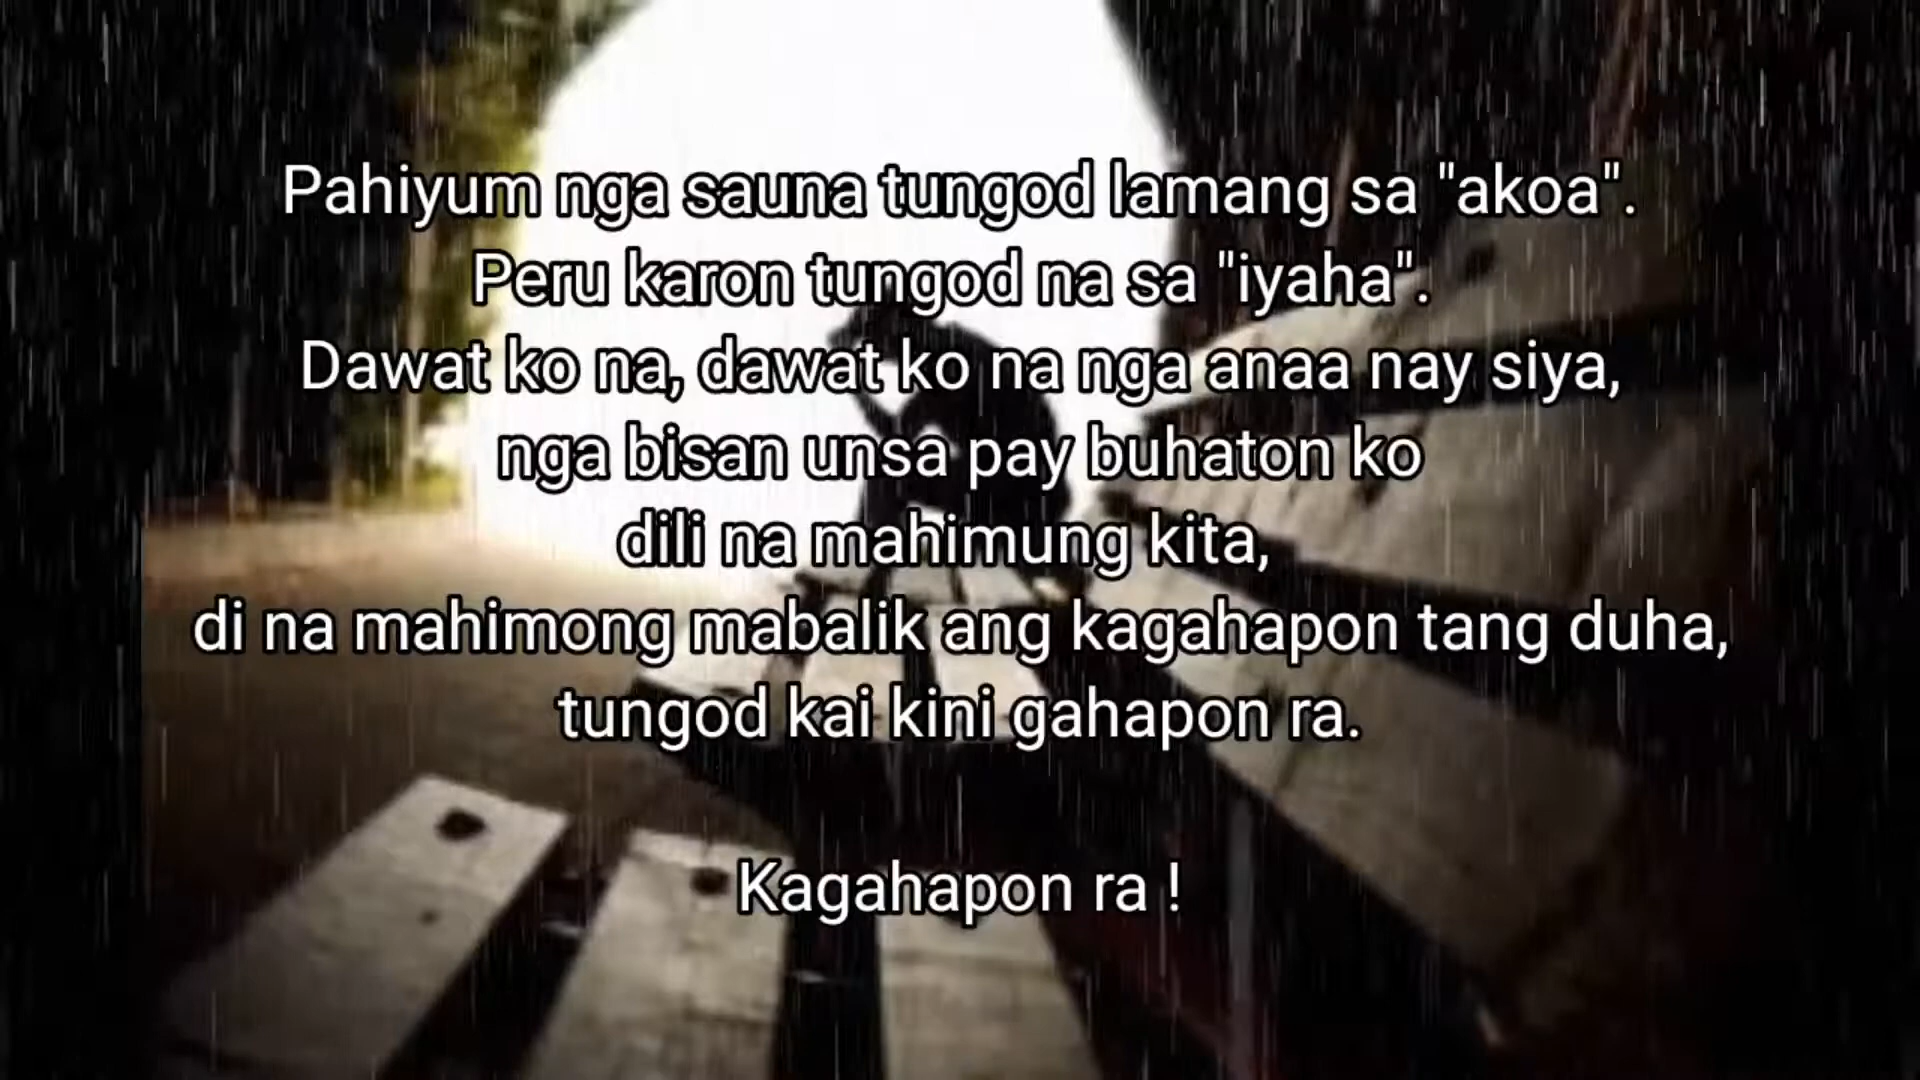 Pahiyum nga sauna tungod lamang sa "akoa".
Peru karon tungod na sa "iyaha".
Dawat ko na, dawat ko na nga anaa nay siya,
nga bisan unsa pay buhaton ko
dili na mahimung kita,
di na mahimong mabalik ang kagahapon tang duha,
tungod kai kini gahapon ra.
Kagahapon ra !